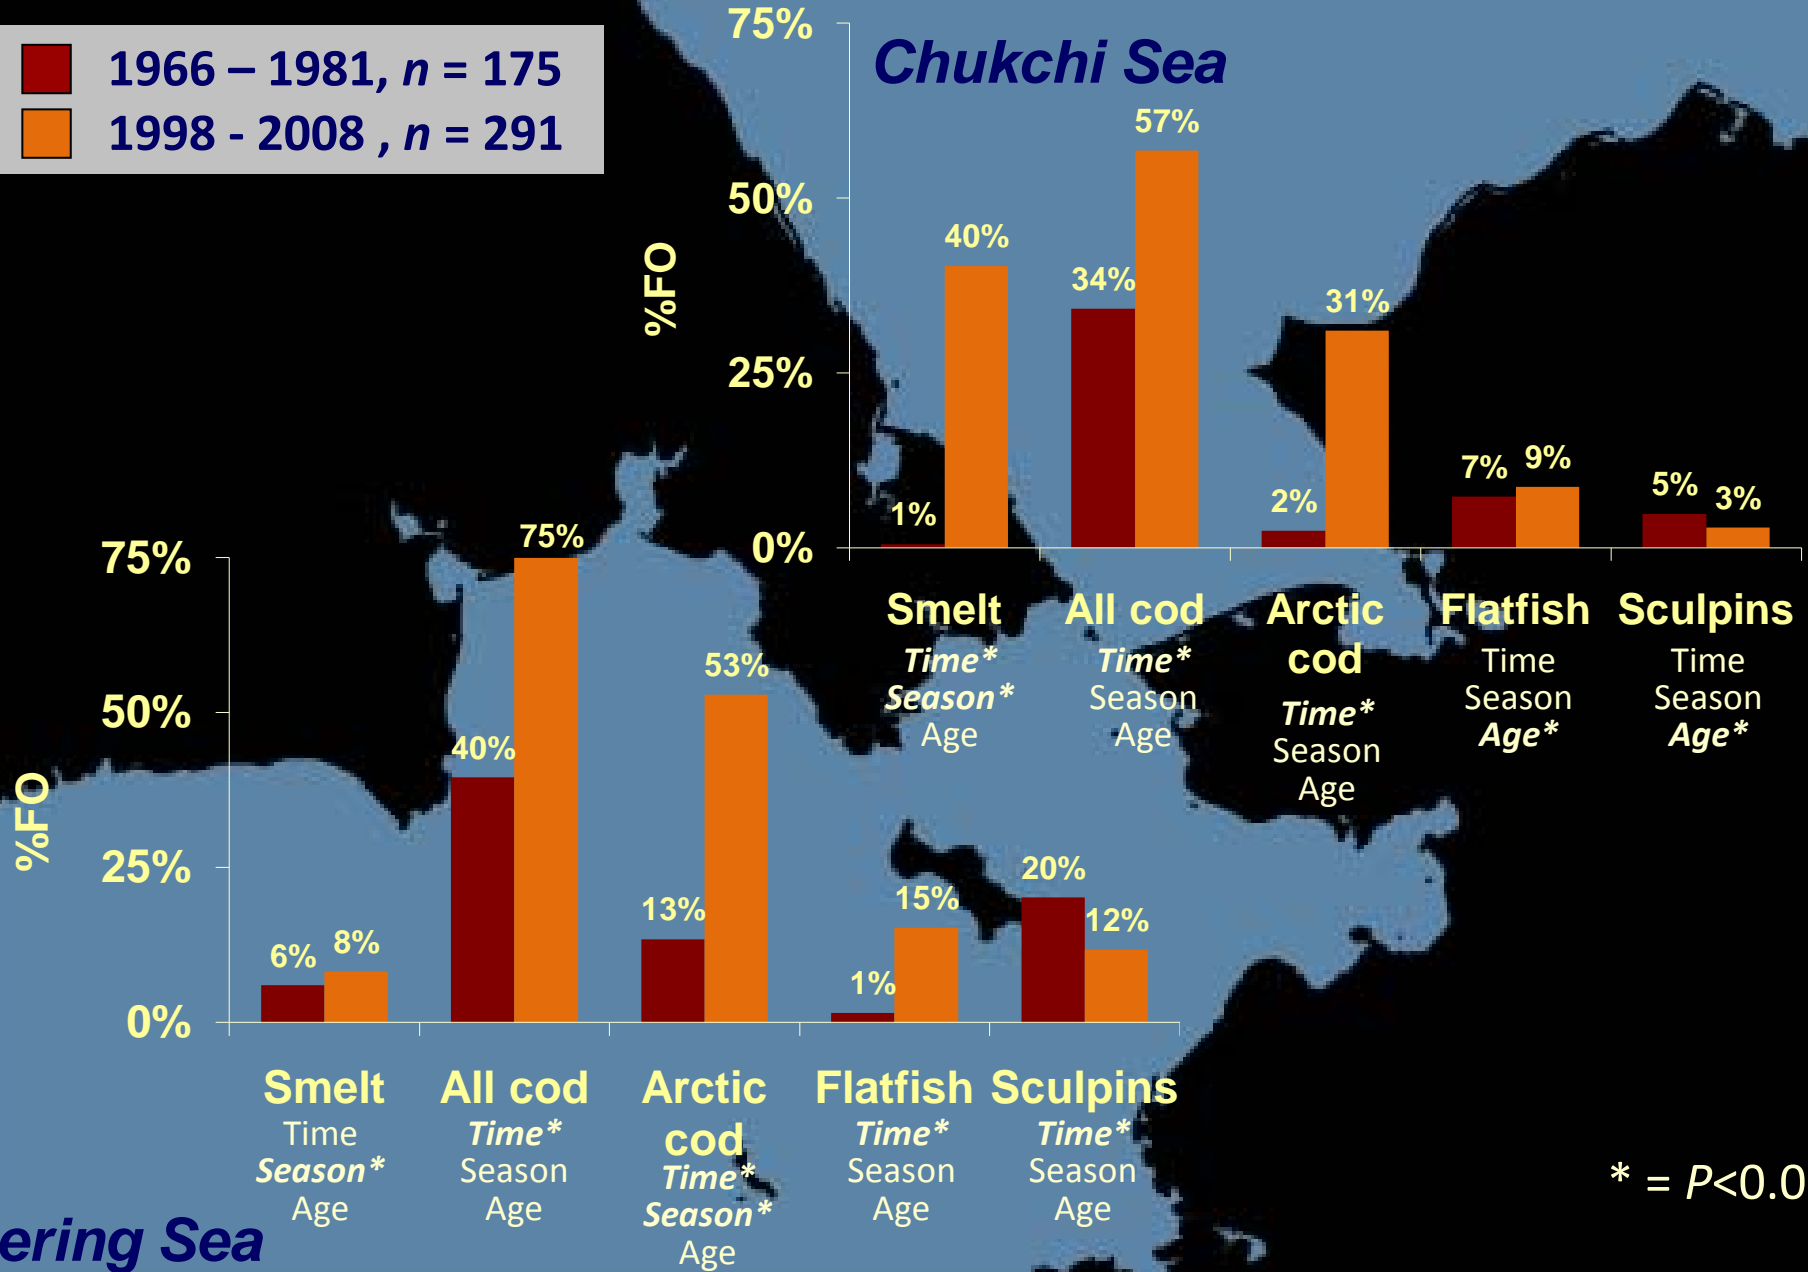 1966 – 1981, n = 175
1998 - 2008 , n = 291
Chukchi Sea
75%
50%
25%
0%
%FO
1%
40%
34%
57%
2%
31%
7%
9%
5%
3%
Smelt
Time*
Season*
Age
All cod
Time*
Season
Age
Arctic
cod
Time*
Season
Age
Flatfish
Time
Season
Age*
Sculpins
Time
Season
Age*
75%
50%
25%
0%
%FO
6%
8%
40%
75%
13%
53%
1%
15%
20%
12%
Smelt
Time
Season*
Age
All cod
Time*
Season
Age
Arctic
cod
Time*
Season*
Age
Flatfish
Time*
Season
Age
Sculpins
Time*
Season
Age
* = P<0.0
ering Sea